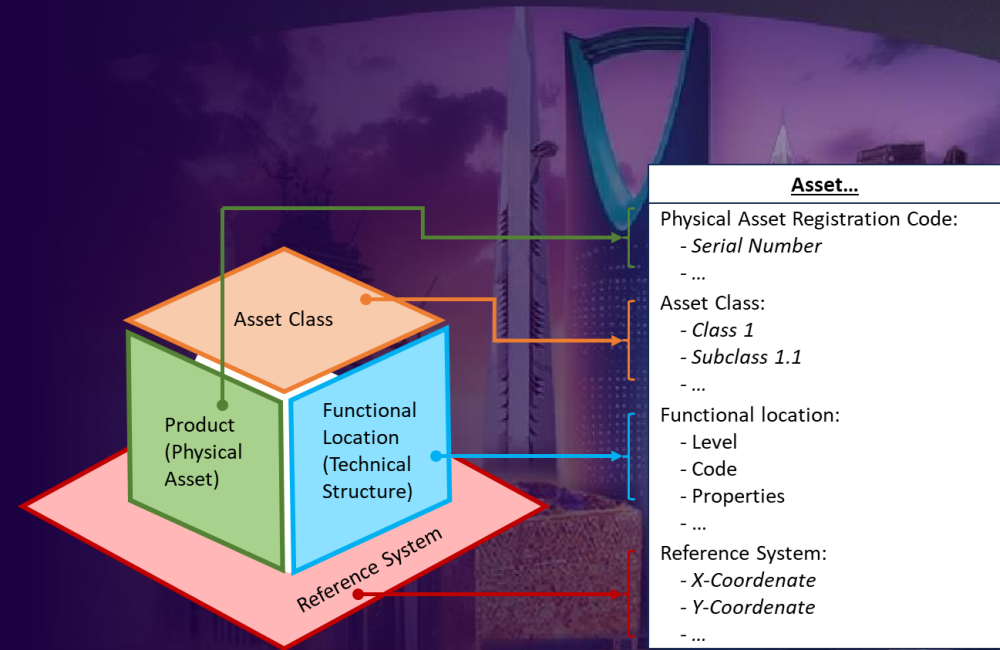 Asset Class
Product
(Physical
Asset)
Functional
Location
(Technical
Structure)
Reference System
Asset...
Physical Asset Registration Code:
- Serial Number
- ...
Asset Class:
- Class 1
- Subclass 1.1
- ...
Functional location:
- Level
- Code
- Properties
- ...
Reference System:
- X-Coordenate
- Y-Coordenate
- ...